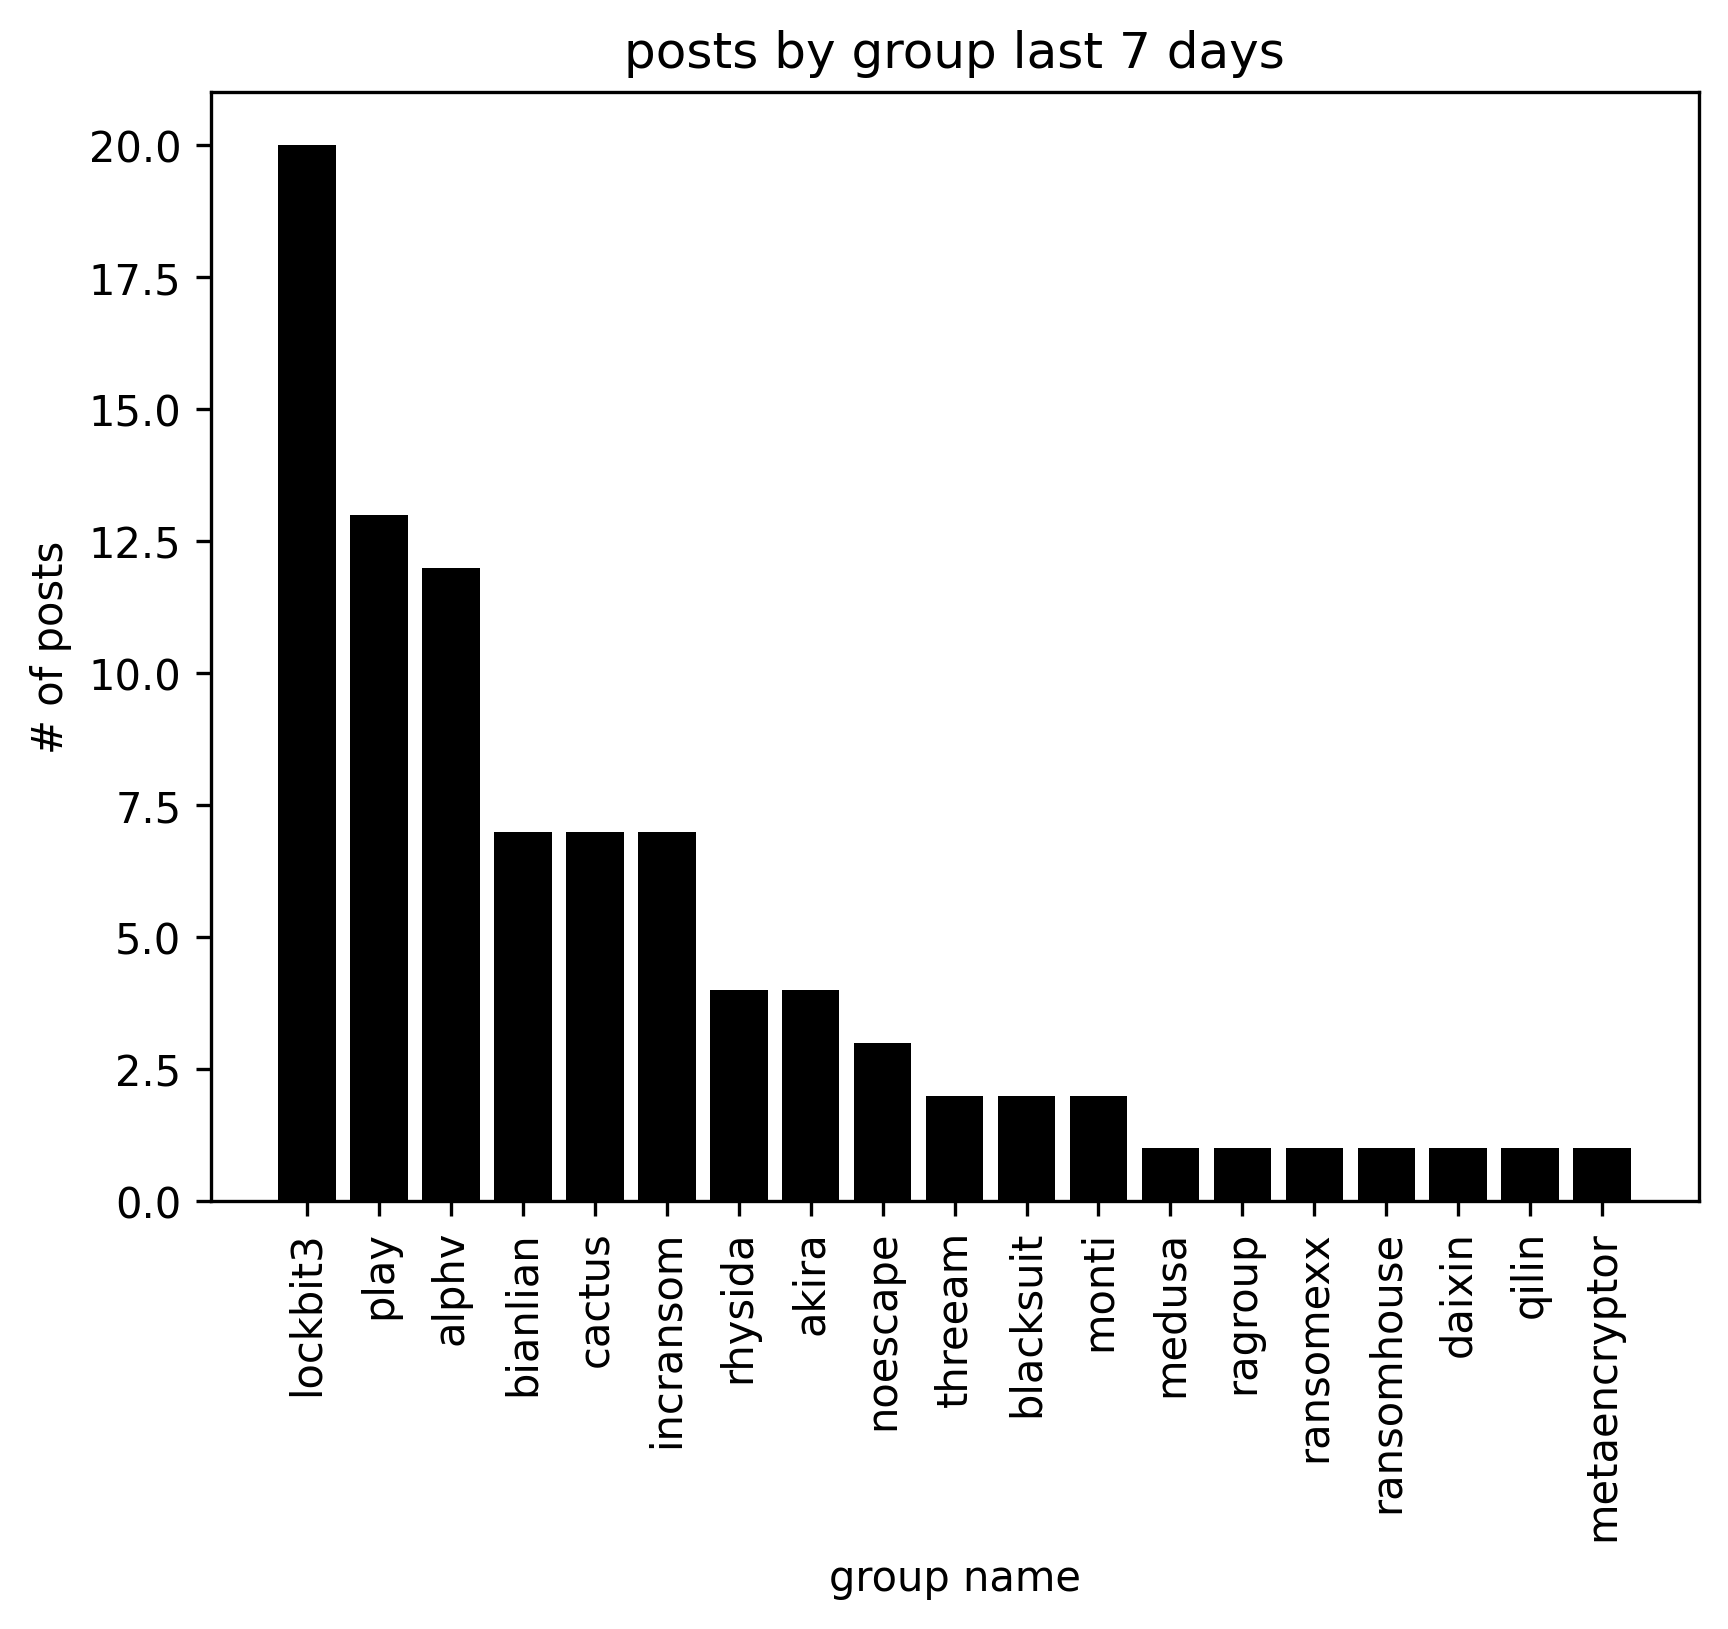 posts by group last 7 days
# of posts
20.0
17.5
15.0
12.5
10.0
7.5
5.0
2.5
0.0
lockbit3
play
alphv
bianlian
cactus
incransom
rhysida
akira
noescape
threeam
blacksuit
monti
medusa
ragroup
ransomexx
ransomhouse
daixin
qilin
metaencryptor
group name